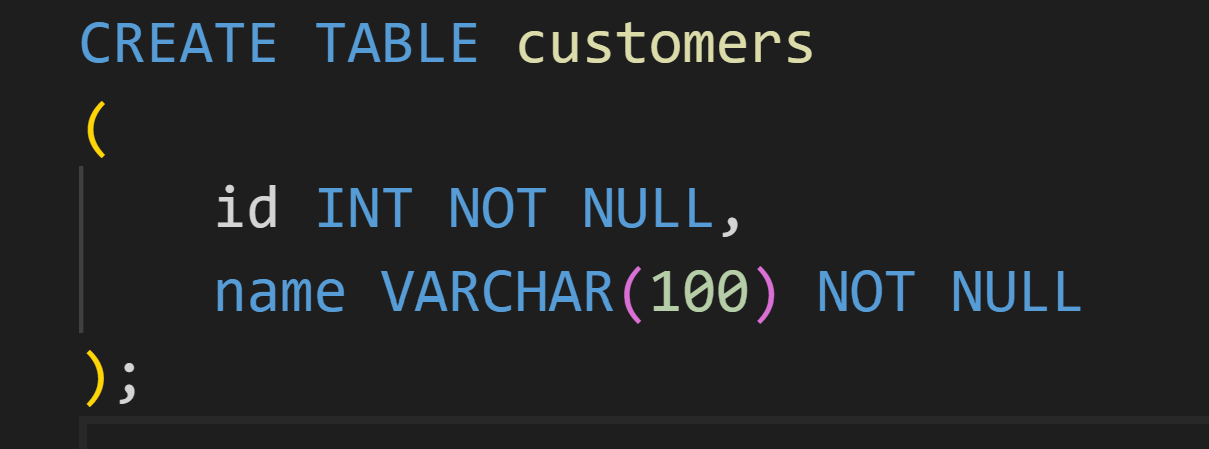 CREATE TABLE customers
(
    id INT NOT NULL,
    name VARCHAR(100) NOT NULL
);